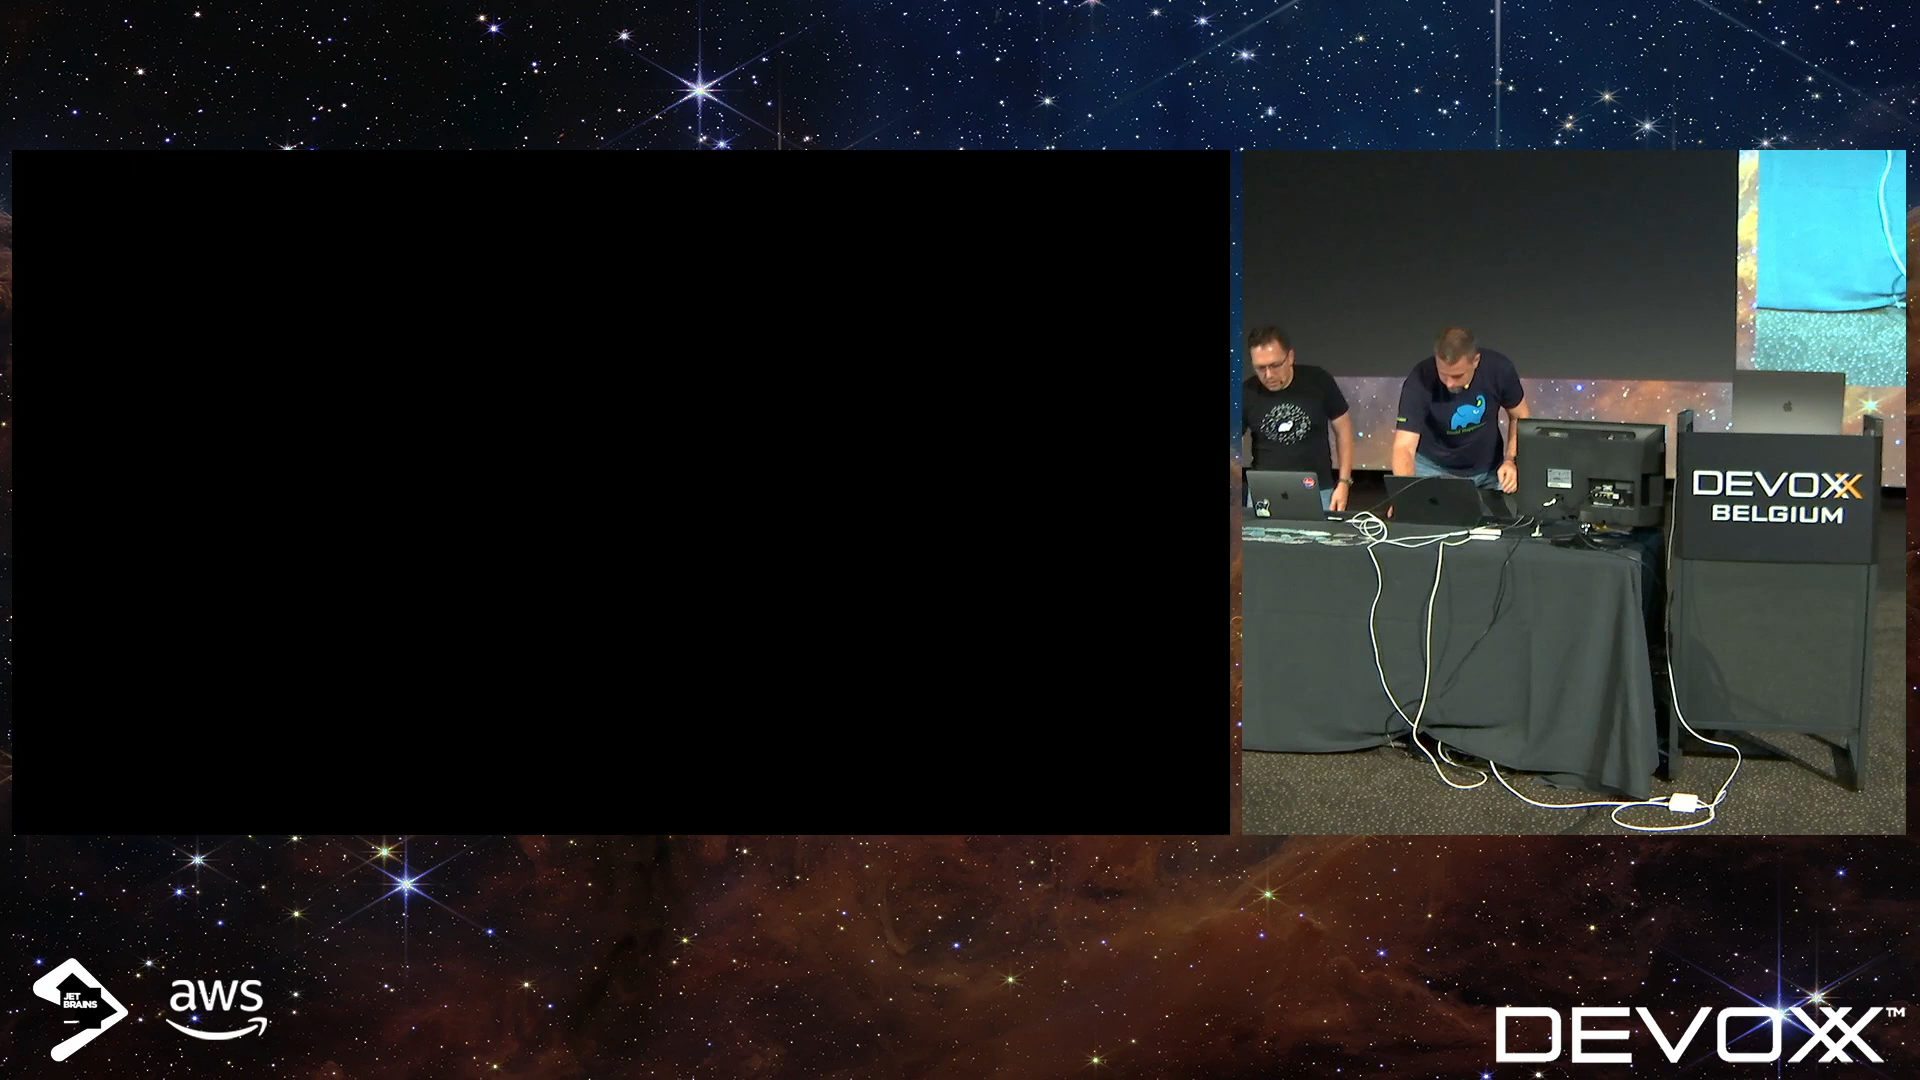 DEVOXX
BELGIUM
JET
BRAINS
aws
DEVOXX™